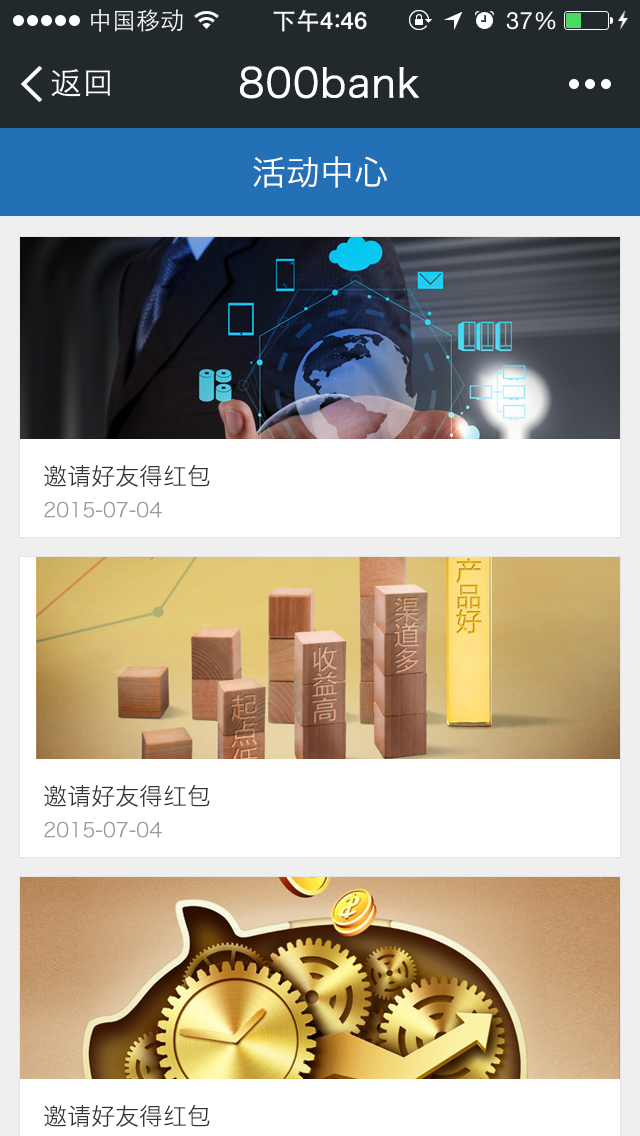 中国移动 下午4:46 37%
返回 800bank
活动中心
邀请好友得红包
2015-07-04
起点低
收益高
渠道多
产品好
邀请好友得红包
2015-07-04
邀请好友得红包